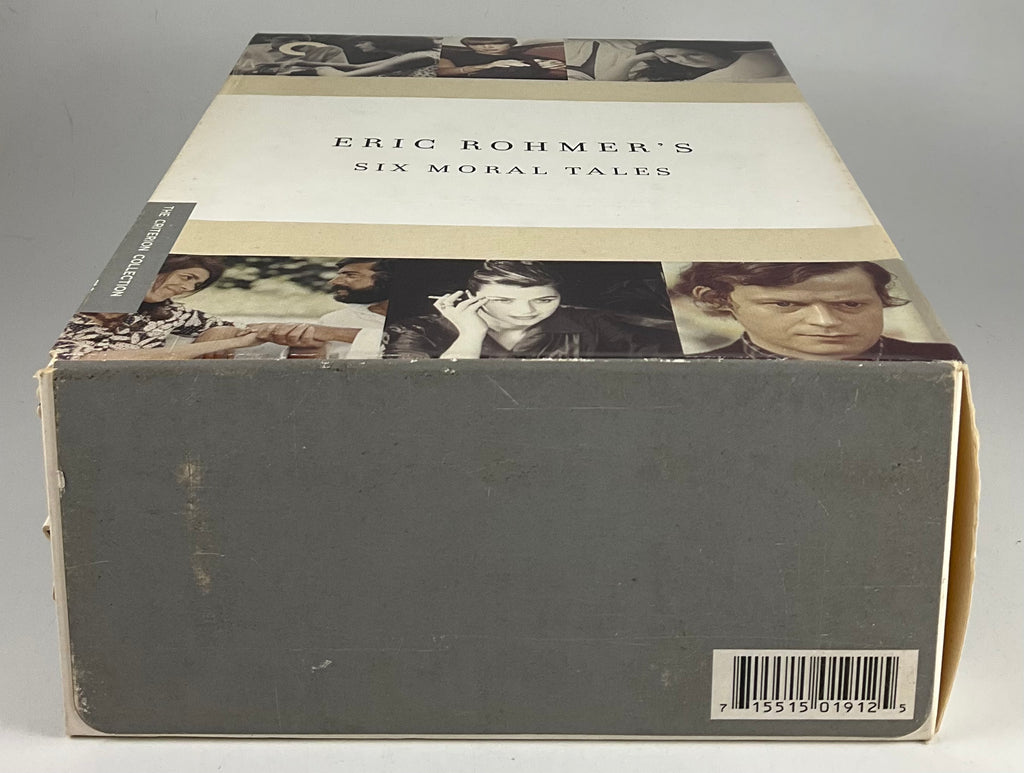 ERIC ROHMER'S
SIX MORAL TALES
THE CRITERION COLLECTION
7 15515 01912 5